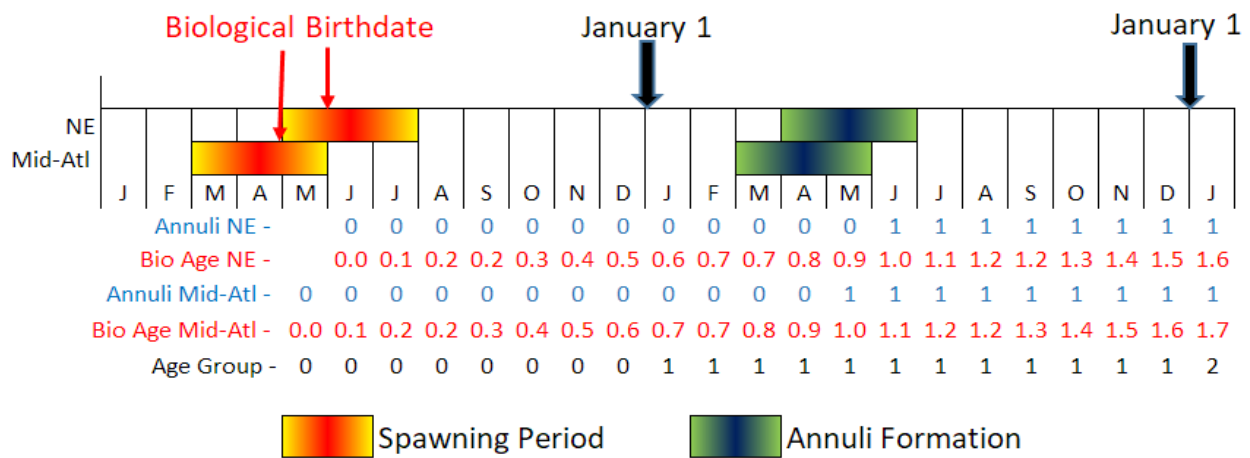 Biological Birthdate January 1 January 1
NE
Mid-Atl
J F M A M J J A S O N D J F M A M J J A S O N D J
Annuli NE - 0 0 0 0 0 0 0 0 0 0 0 0 1 1 1 1 1 1 1 1
Bio Age NE - 0.0 0.1 0.2 0.2 0.3 0.4 0.5 0.6 0.7 0.7 0.8 0.9 1.0 1.1 1.2 1.2 1.3 1.4 1.5 1.6
Annuli Mid-Atl - 0 0 0 0 0 0 0 0 0 0 0 0 1 1 1 1 1 1 1 1 1
Bio Age Mid-Atl - 0.0 0.1 0.2 0.2 0.3 0.4 0.5 0.6 0.7 0.7 0.8 0.9 1.0 1.1 1.2 1.2 1.3 1.4 1.5 1.6 1.7
Age Group - 0 0 0 0 0 0 0 0 1 1 1 1 1 1 1 1 1 1 1 1 2
Spawning Period Annuli Formation